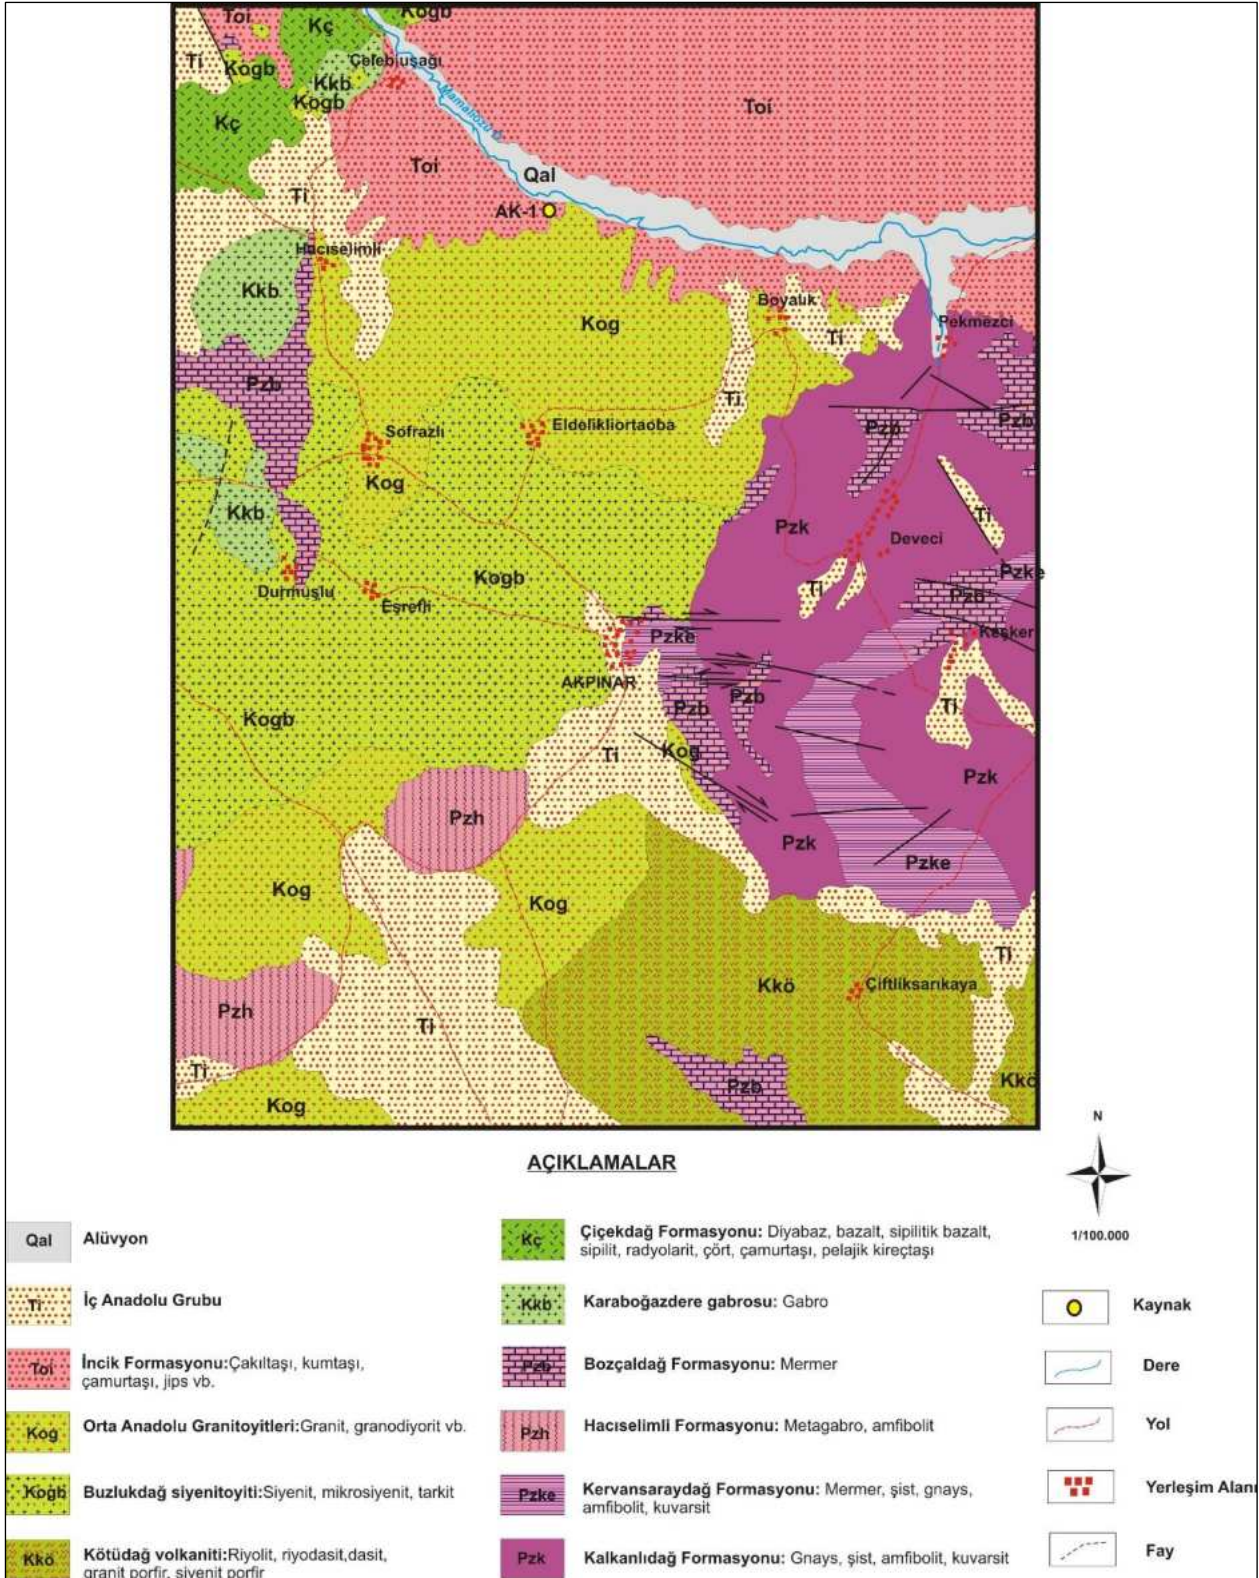 Toi
Kç
Kogb
Ti
Kogb
Kkb
Çelebiuşağı
Kogb
Kç
Toi
Toi
Qal
Ti
AK-1
Hacıselimli
Kkb
Kog
Boyalık
Ti
Pekmezci
Pzb
Ti
Pzb
Pzb
Sofrazlı
Eldelikliortaoba
Kog
Kkb
Pzk
Ti
Deveci
Kogb
Pzke
Durmuşlu
Eşrefli
Ti
Pzb
Pzke
Keşker
AKPINAR
Pzb
Pzb
Ti
Kogb
Ti
Kog
Pzk
Pzh
Pzk
Pzke
Kog
Kog
Ti
Kkö
Çiftliksarıkaya
Pzh
Ti
Ti
Pzb
Kkö
Kog
AÇIKLAMALAR
N
1/100.000
Qal Alüvyon
Ti İç Anadolu Grubu
Toi İncik Formasyonu:Çakıltaşı, kumtaşı,
çamurtaşı, jips vb.
Kog Orta Anadolu Granitoyitleri:Granit, granodiyorit vb.
Kogb Buzlukdağ siyenitoyiti:Siyenit, mikrosiyenit, tarkit
Kkö Kötüdağ volkaniti:Riyolit, riyodasit,dasit,
granit porfir, siyenit porfir
Kç Çiçekdağ Formasyonu: Diyabaz, bazalt, sipilitik bazalt,
sipilit, radyolarit, çört, çamurtaşı, pelajik kireçtaşı
Kkb Karaboğazdere gabrosu: Gabro
Pzb Bozçaldağ Formasyonu: Mermer
Pzh Hacıselimli Formasyonu: Metagabro, amfibolit
Pzke Kervansaraydağ Formasyonu: Mermer, şist, gnays,
amfibolit, kuvarsit
Pzk Kalkanlıdağ Formasyonu: Gnays, şist, amfibolit, kuvarsit
Kaynak
Dere
Yol
Yerleşim Alanı
Fay